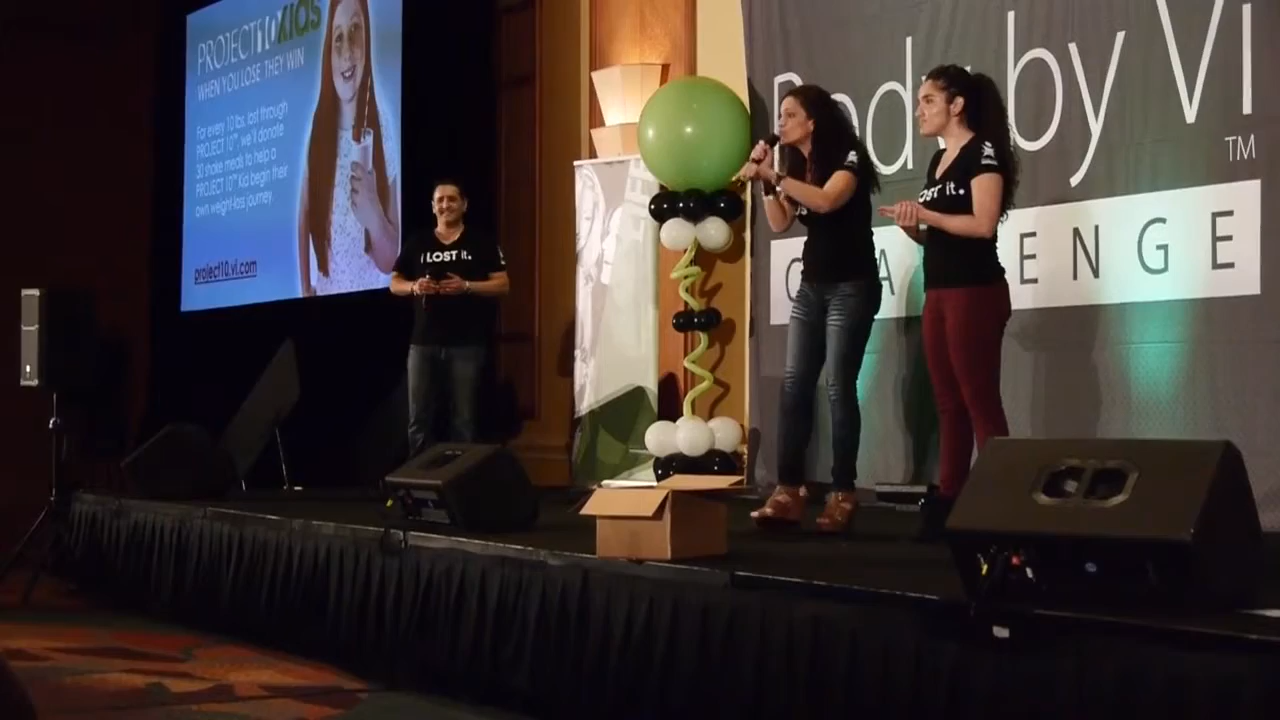 PROJECT10KIDS
WHEN YOU LOSE THEY WIN
For every 10 lbs. lost through
PROJECT 10™, we'll donate
30 shake meals to help a
PROJECT 10™ Kid begin their
own weight-loss journey.
project10.vi.com
I LOST it.
LOST it.
Body by Vi
TM
ENGE